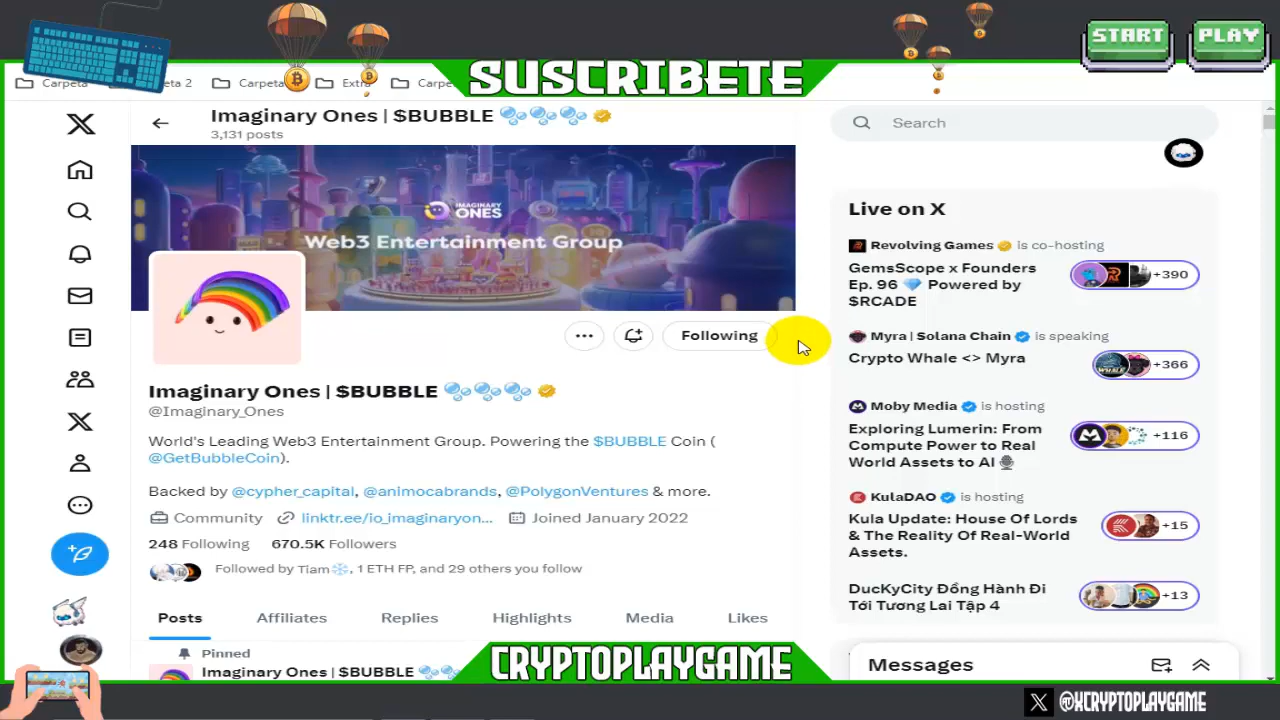 START
PLAY
SUSCRIBETE
Carpeta
ta 2
Carpeta
Extr
Carpe
Imaginary Ones | $BUBBLE
3,131 posts
Search
IMAGINARY
ONES
Web3 Entertainment Group
Following
Imaginary Ones | $BUBBLE
@Imaginary_Ones
World's Leading Web3 Entertainment Group. Powering the $BUBBLE Coin (
@GetBubbleCoin).
Backed by @cypher_capital, @animocabrands, @PolygonVentures & more.
Community linktr.ee/io_imaginaryon... Joined January 2022
248 Following 670.5K Followers
Followed by Tiam❄️, 1 ETH FP, and 29 others you follow
Posts Affiliates Replies Highlights Media Likes
Pinned
Imaginary Ones | $BUBBLE
Live on X
Revolving Games is co-hosting
GemsScope x Founders
Ep. 96 💎 Powered by
$RCADE
+390
Myra | Solana Chain is speaking
Crypto Whale <> Myra
+366
Moby Media is hosting
Exploring Lumerin: From
Compute Power to Real
World Assets to AI🎙️
+116
KulaDAO is hosting
Kula Update: House Of Lords
& The Reality Of Real-World
Assets.
+15
DucKyCity Đồng Hành Đi
Tới Tương Lai Tập 4
+13
Messages
CRYPTOPLAYGAME
@XCRYPTOPLAYGAME